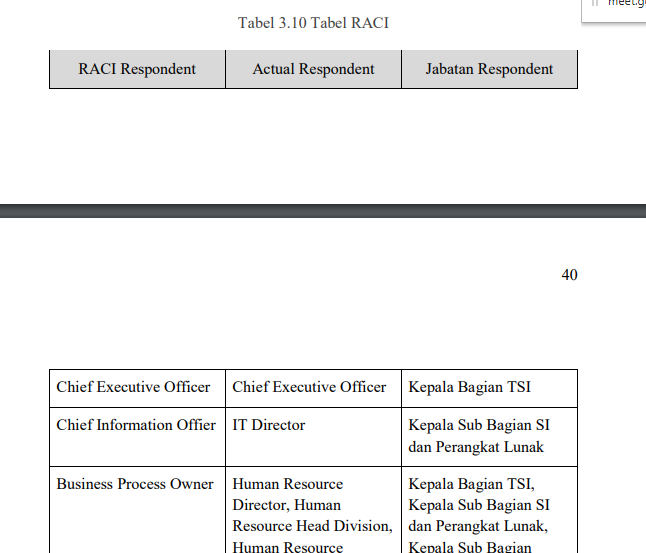 meet.g
Tabel 3.10 Tabel RACI
RACI Respondent Actual Respondent Jabatan Respondent
40
Chief Executive Officer Chief Executive Officer Kepala Bagian TSI
Chief Information Offier IT Director Kepala Sub Bagian SI
dan Perangkat Lunak
Business Process Owner Human Resource Kepala Bagian TSI,
Director, Human Kepala Sub Bagian SI
Resource Head Division, dan Perangkat Lunak,
Human Resource Kepala Sub Bagian